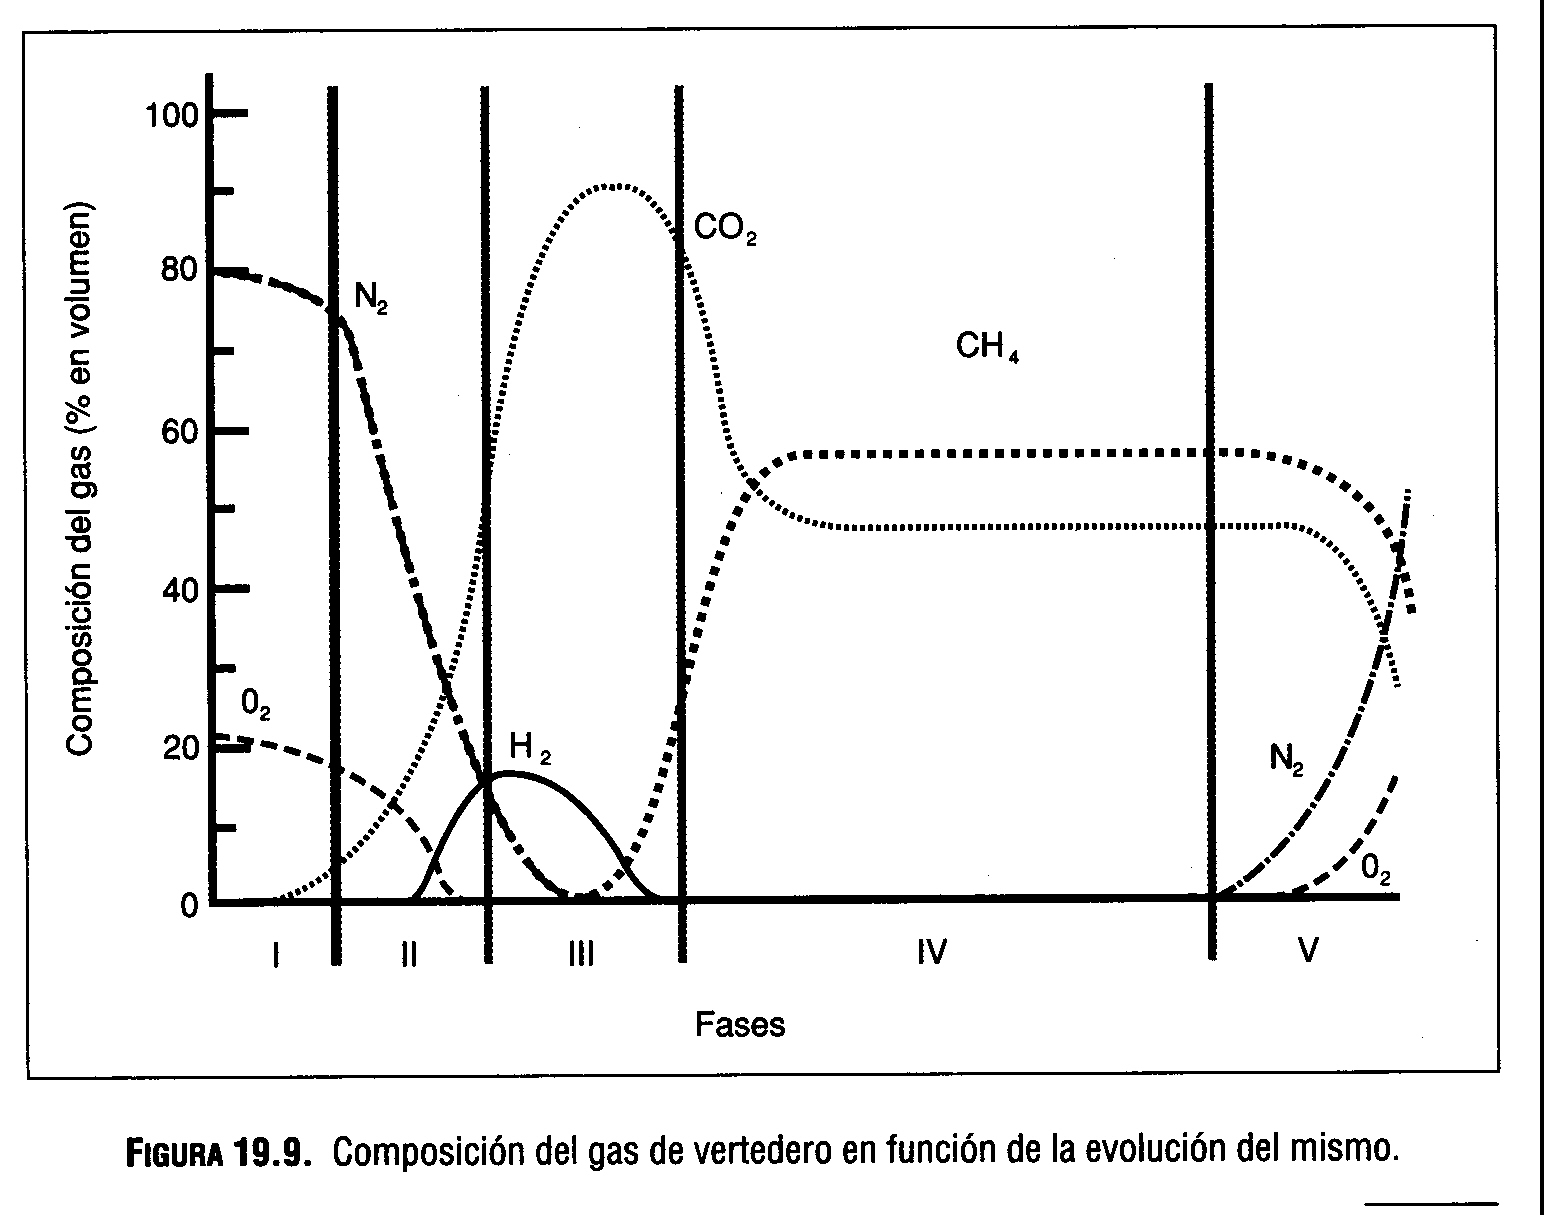 Composición del gas (% en volumen)
100
80
60
40
20
0
N2
O2
H2
CO2
CH4
N2
O2
I
II
III
IV
V
Fases
FIGURA 19.9. Composición del gas de vertedero en función de la evolución del mismo.